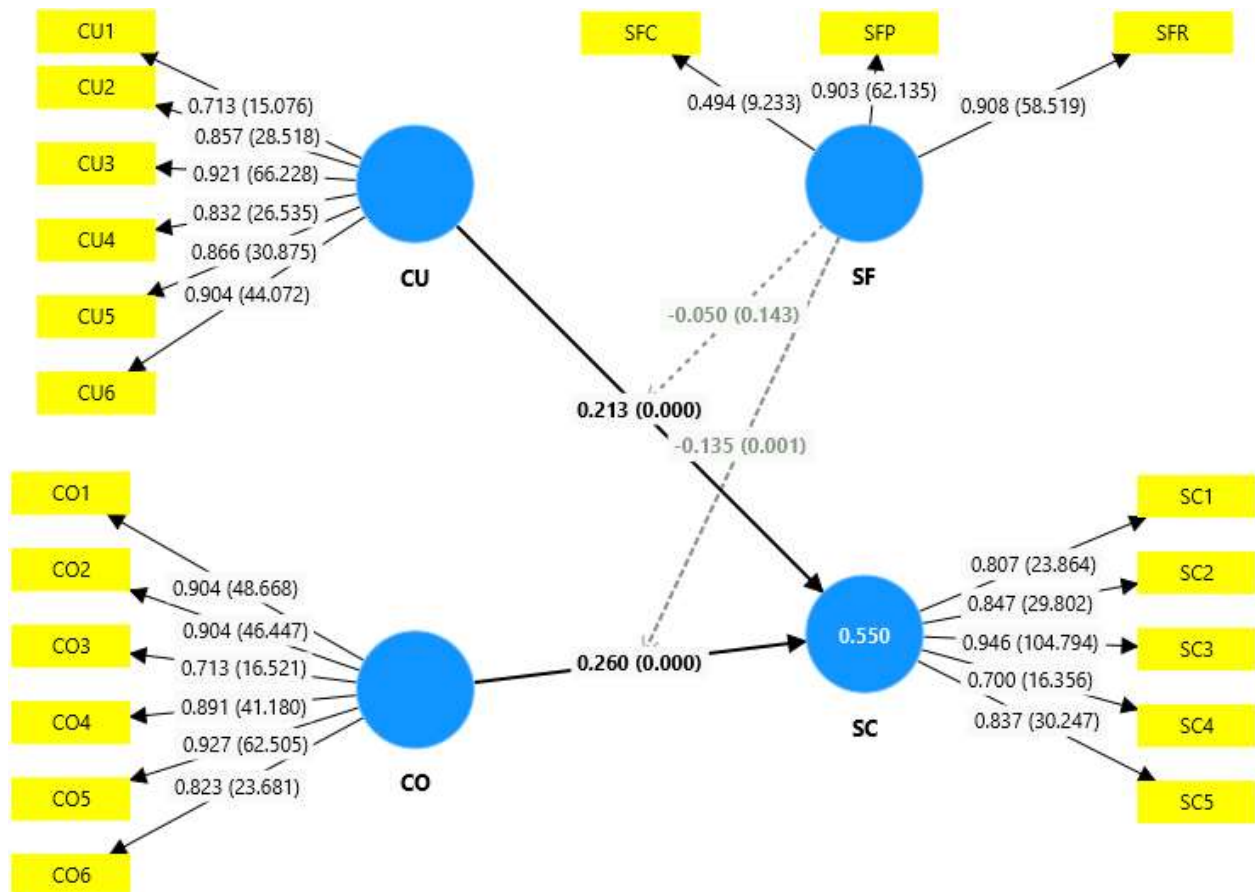 CU1
CU2
CU3
CU4
CU5
CU6
0.713 (15.076)
0.857 (28.518)
0.921 (66.228)
0.832 (26.535)
0.866 (30.875)
0.904 (44.072)
CU
SFC
SFP
SFR
0.494 (9.233)
0.903 (62.135)
0.908 (58.519)
SF
-0.050 (0.143)
0.213 (0.000)
-0.135 (0.001)
CO1
CO2
CO3
CO4
CO5
CO6
0.904 (48.668)
0.904 (46.447)
0.713 (16.521)
0.891 (41.180)
0.927 (62.505)
0.823 (23.681)
CO
0.260 (0.000)
0.550
SC
0.807 (23.864)
0.847 (29.802)
0.946 (104.794)
0.700 (16.356)
0.837 (30.247)
SC1
SC2
SC3
SC4
SC5